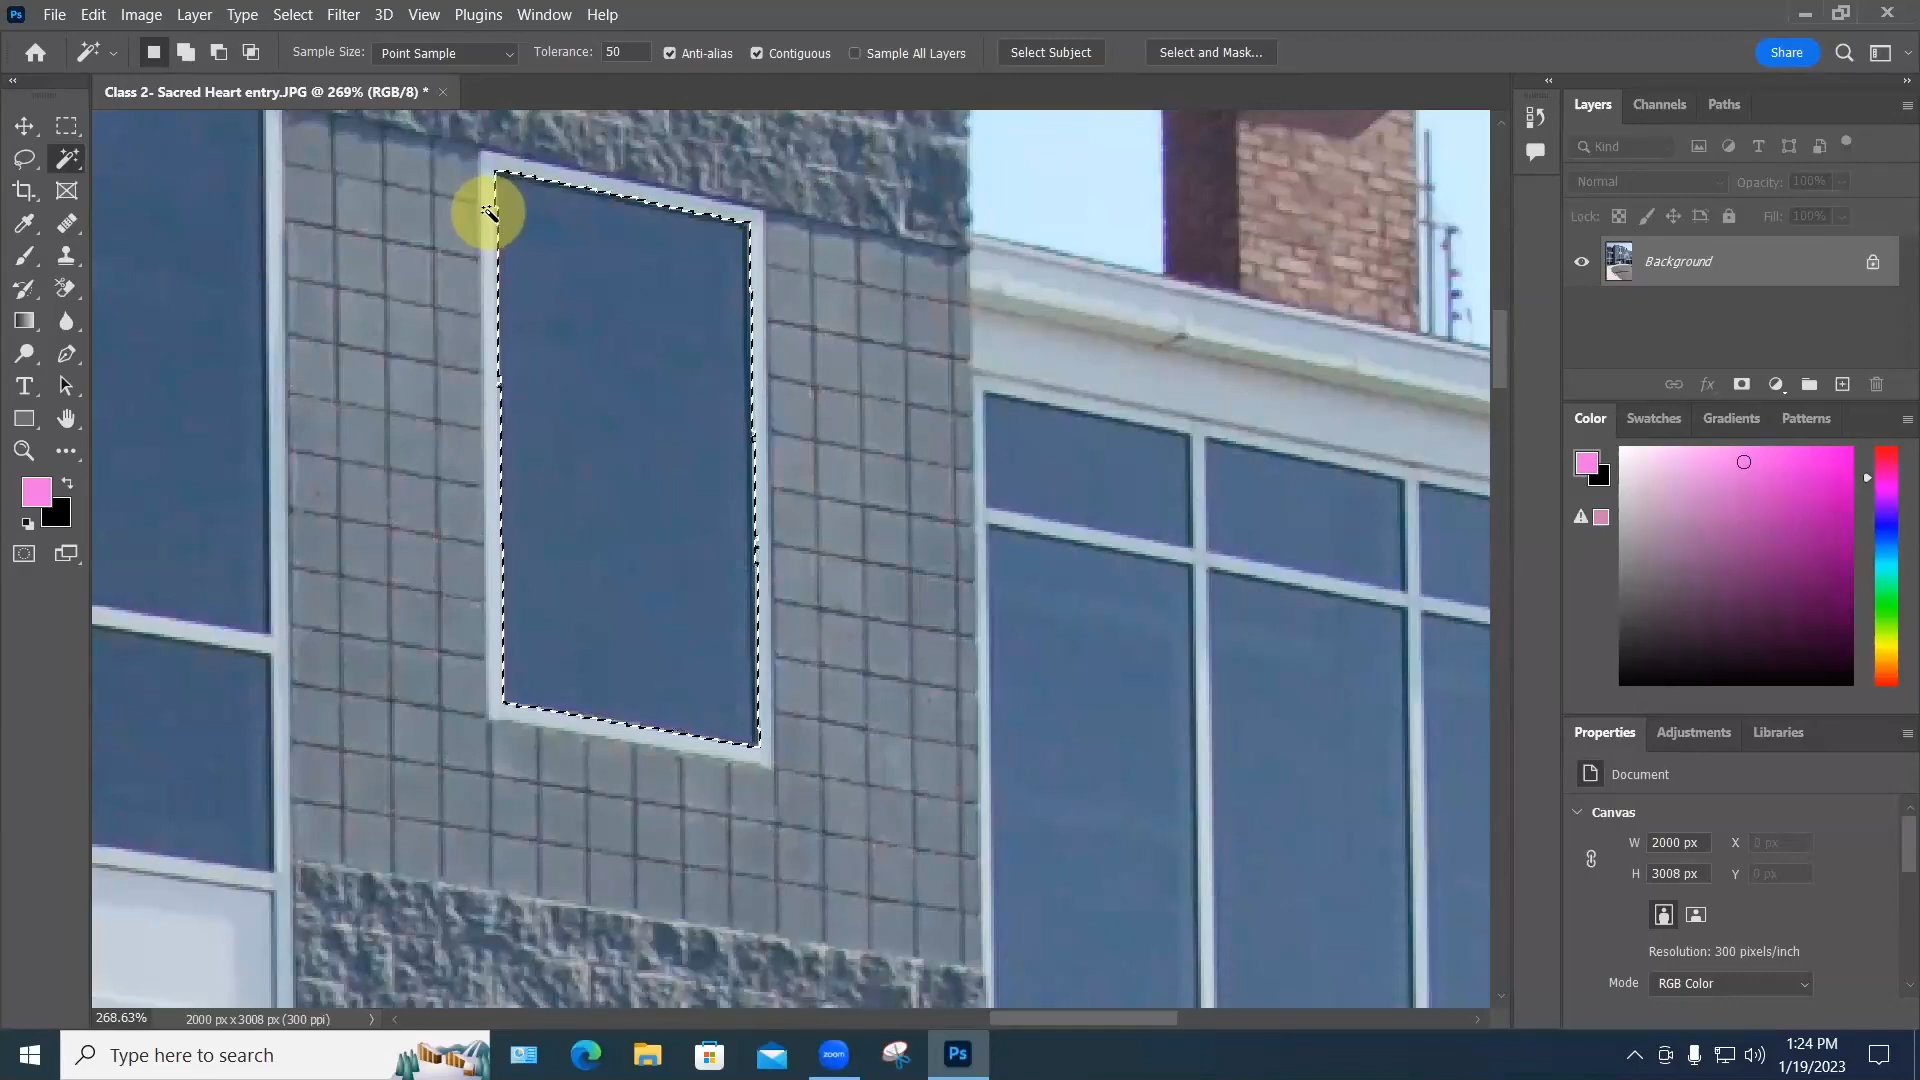 Ps File Edit Image Layer Type Select Filter 3D View Plugins Window Help
Sample Size: Point Sample Tolerance: 50 Anti-alias Contiguous Sample All Layers Select Subject Select and Mask... Share
Class 2- Sacred Heart entry.JPG @ 269% (RGB/8) * ×
Layers Channels Paths
Kind
Normal Opacity: 100%
Lock: Fill: 100%
Background
fx
Color Swatches Gradients Patterns
Properties Adjustments Libraries
Document
Canvas
W 2000 px X 0 px
H 3008 px Y 0 px
Resolution: 300 pixels/inch
Mode RGB Color
268.63% 2000 px x 3008 px (300 ppi)
Type here to search
zoom
Ps
1:24 PM
1/19/2023